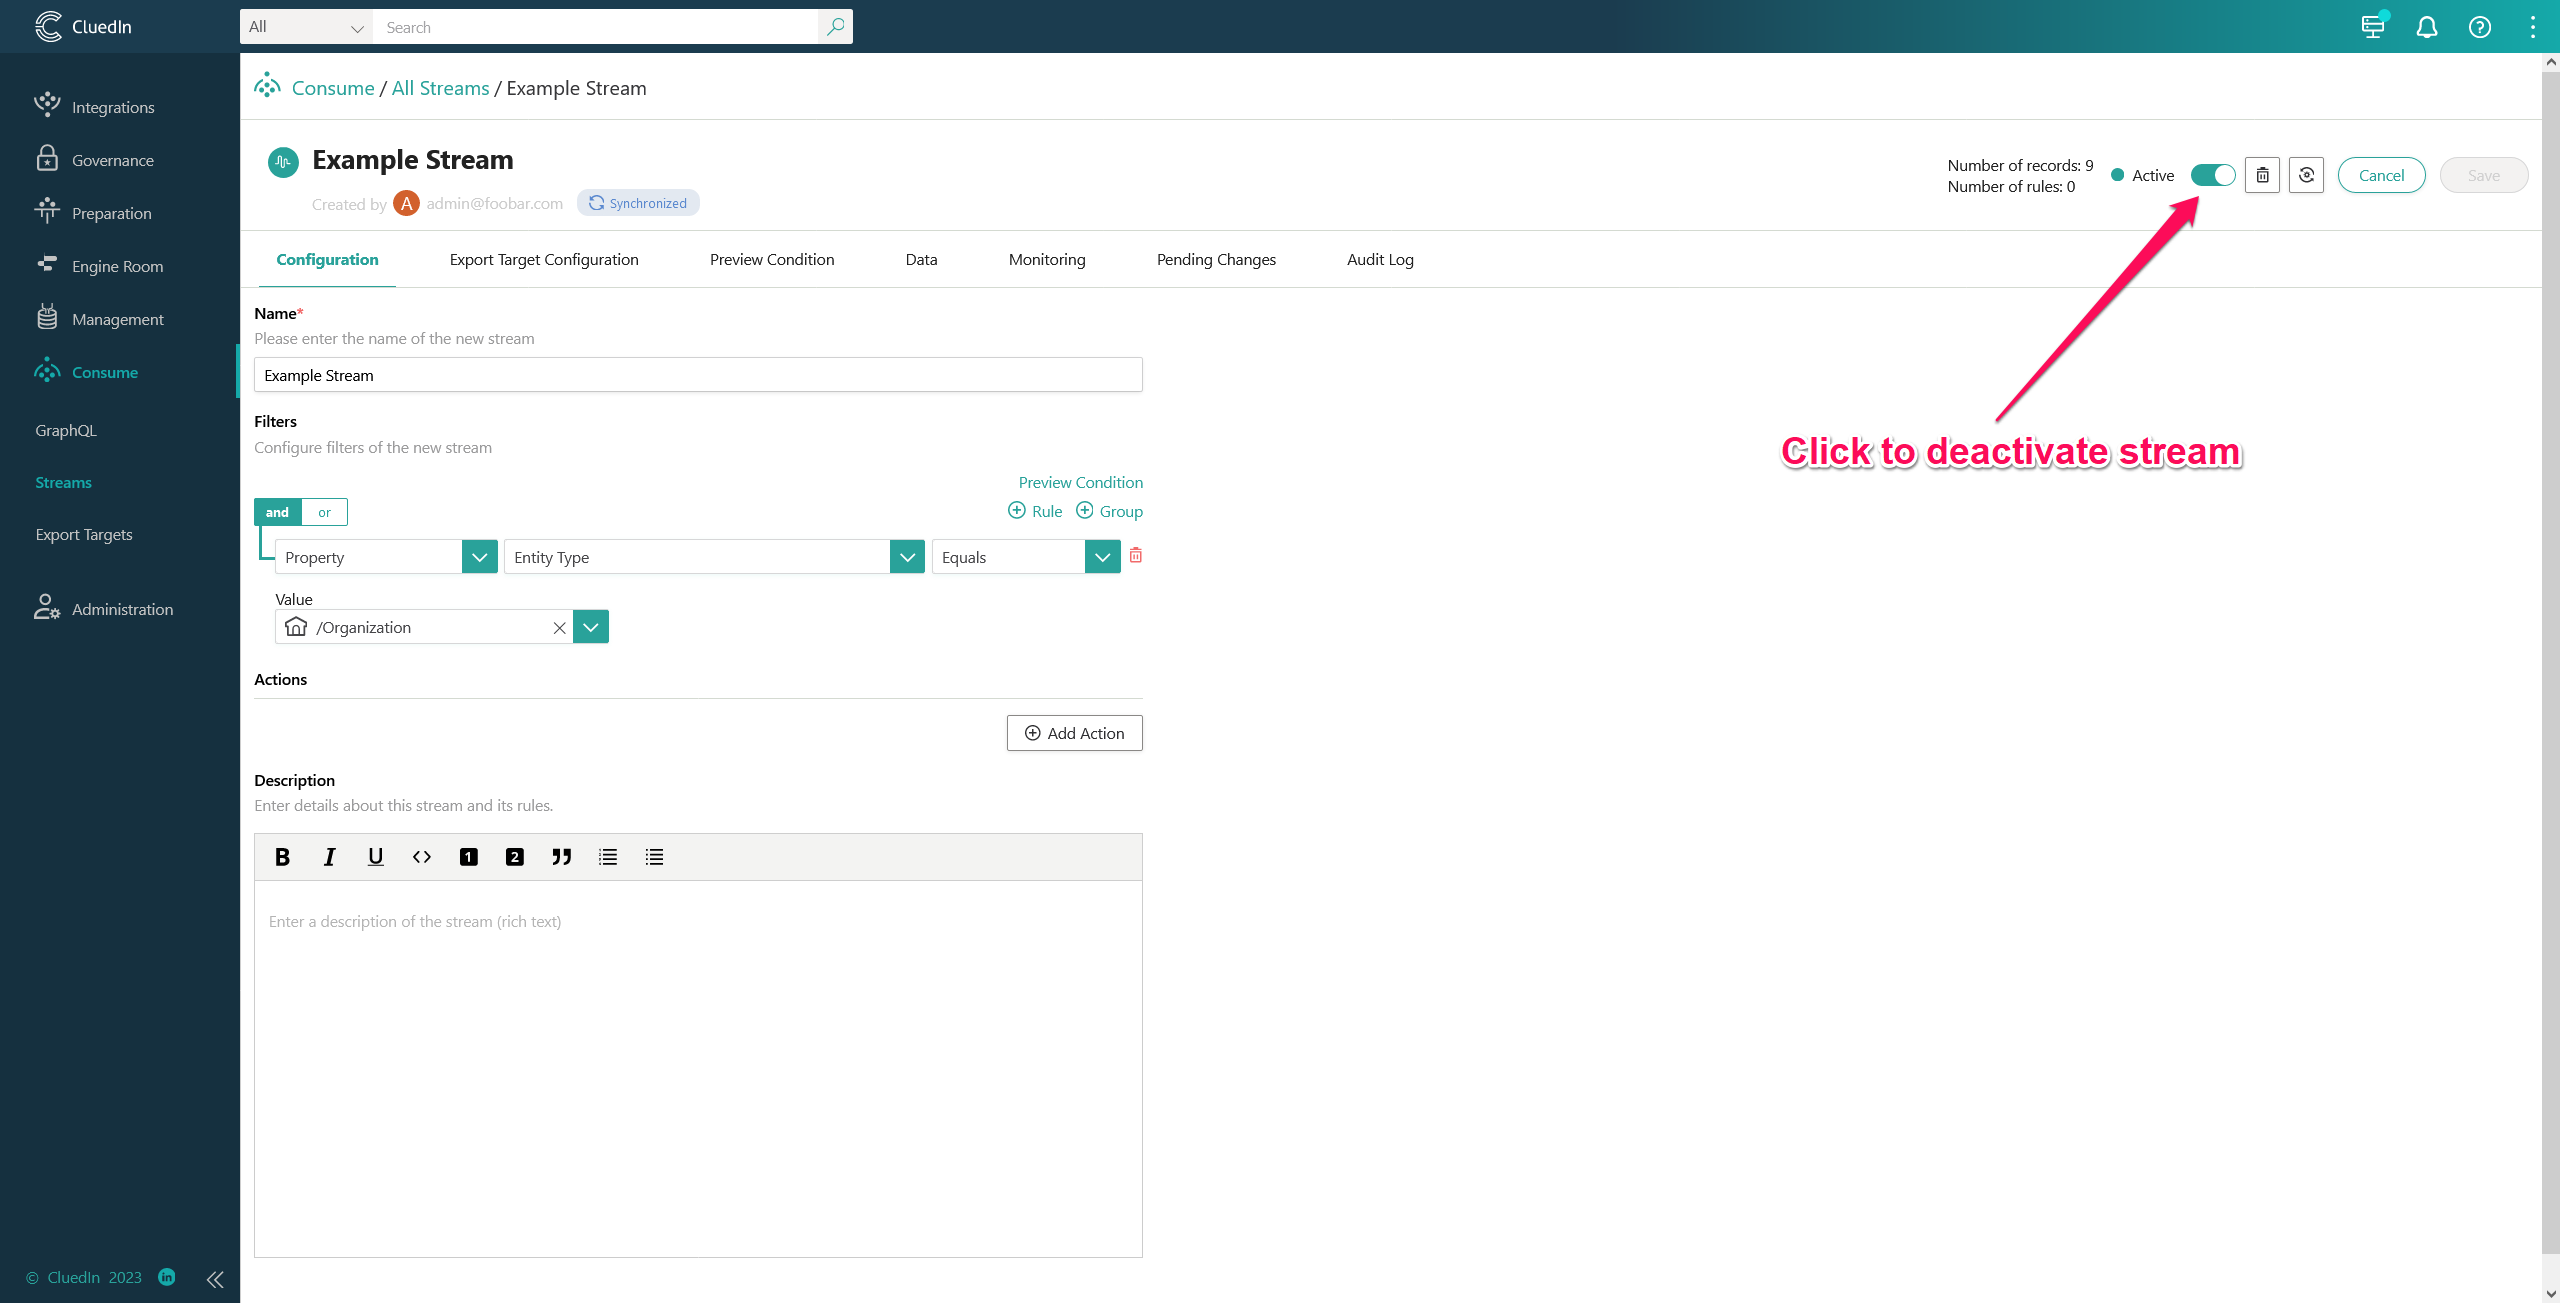 CluedIn
All
Search
Integrations
Governance
Preparation
Engine Room
Management
Consume
GraphQL
Streams
Export Targets
Administration
© CluedIn 2023
in
Consume / All Streams / Example Stream
Example Stream
Created by A admin@foobar.com Synchronized
Number of records: 9
Number of rules: 0
Active
Cancel
Save
Configuration Export Target Configuration Preview Condition Data Monitoring Pending Changes Audit Log
Click to deactivate stream
Name*
Please enter the name of the new stream
Example Stream
Filters
Configure filters of the new stream
Preview Condition
and or
Rule Group
Property Entity Type Equals
Value
/Organization
Actions
Add Action
Description
Enter details about this stream and its rules.
B I U <> 1 2
Enter a description of the stream (rich text)